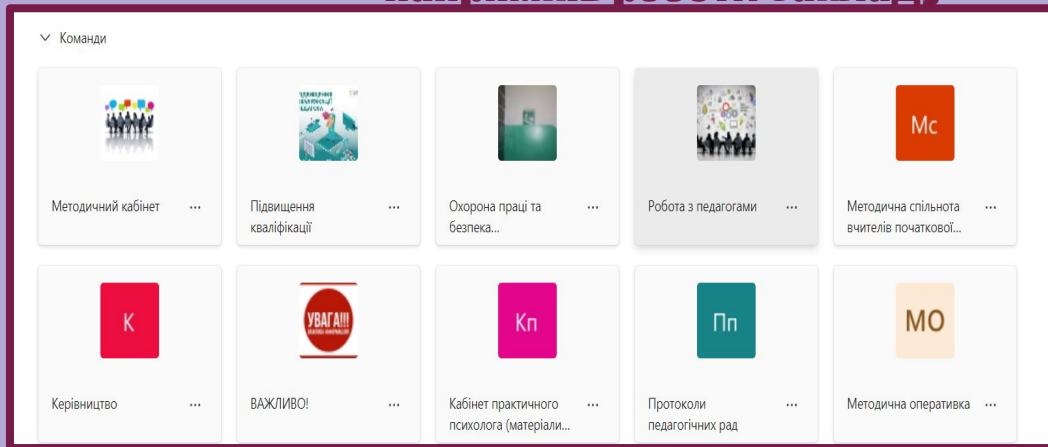 Команди
Методичний кабінет ...
Підвищення кваліфікації ...
Охорона праці та безпека... ...
Робота з педагогами ...
Мс
Методична спільнота вчителів початкової... ...
К
Керівництво ...
УВАГА!!!
ВАЖЛИВО! ...
Кп
Кабінет практичного психолога (матеріали... ...
Пп
Протоколи педагогічних рад ...
МО
Методична оперативка ...